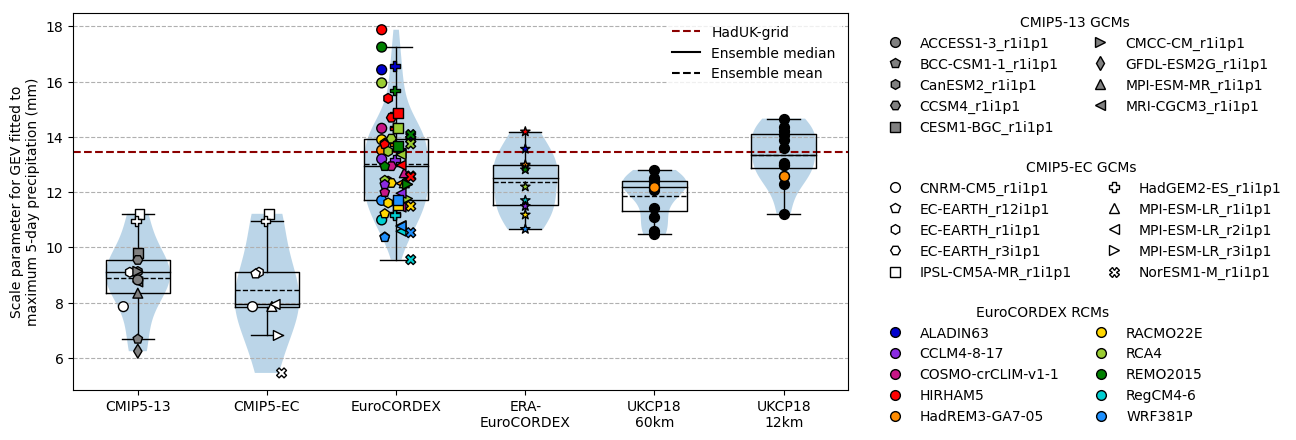 Scale parameter for GEV fitted to
maximum 5-day precipitation (mm)
18
16
14
12
10
8
6
HadUK-grid
Ensemble median
Ensemble mean
CMIP5-13
CMIP5-EC
EuroCORDEX
ERA-
EuroCORDEX
UKCP18
60km
UKCP18
12km
CMIP5-13 GCMs
ACCESS1-3_r1i1p1
BCC-CSM1-1_r1i1p1
CanESM2_r1i1p1
CCSM4_r1i1p1
CESM1-BGC_r1i1p1
CMCC-CM_r1i1p1
GFDL-ESM2G_r1i1p1
MPI-ESM-MR_r1i1p1
MRI-CGCM3_r1i1p1
CMIP5-EC GCMs
CNRM-CM5_r1i1p1
EC-EARTH_r12i1p1
EC-EARTH_r1i1p1
EC-EARTH_r3i1p1
IPSL-CM5A-MR_r1i1p1
HadGEM2-ES_r1i1p1
MPI-ESM-LR_r1i1p1
MPI-ESM-LR_r2i1p1
MPI-ESM-LR_r3i1p1
NorESM1-M_r1i1p1
EuroCORDEX RCMs
ALADIN63
CCLM4-8-17
COSMO-crCLIM-v1-1
HIRHAM5
HadREM3-GA7-05
RACMO22E
RCA4
REMO2015
RegCM4-6
WRF381P